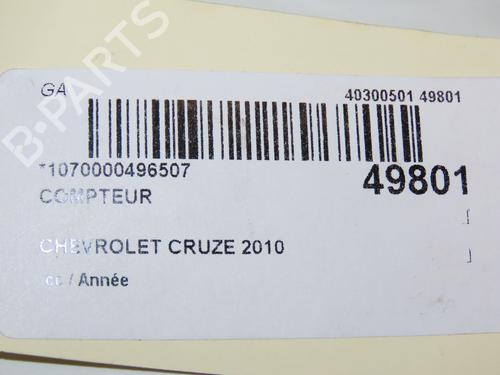 GA
40300501 49801
*1070000496507
49801
COMPTEUR
CHEVROLET CRUZE 2010
/ Année
B-PARTS